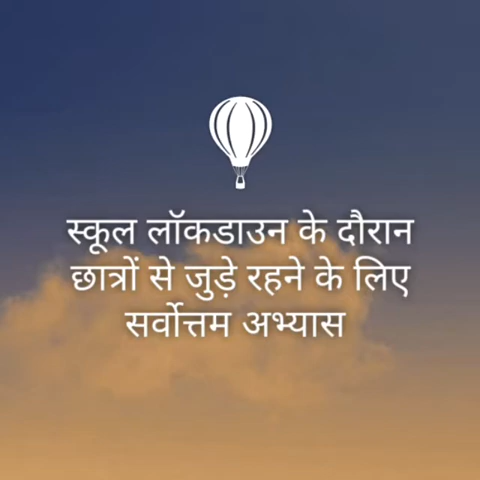 स्कूल लॉकडाउन के दौरान
छात्रों से जुड़े रहने के लिए
सर्वोत्तम अभ्यास